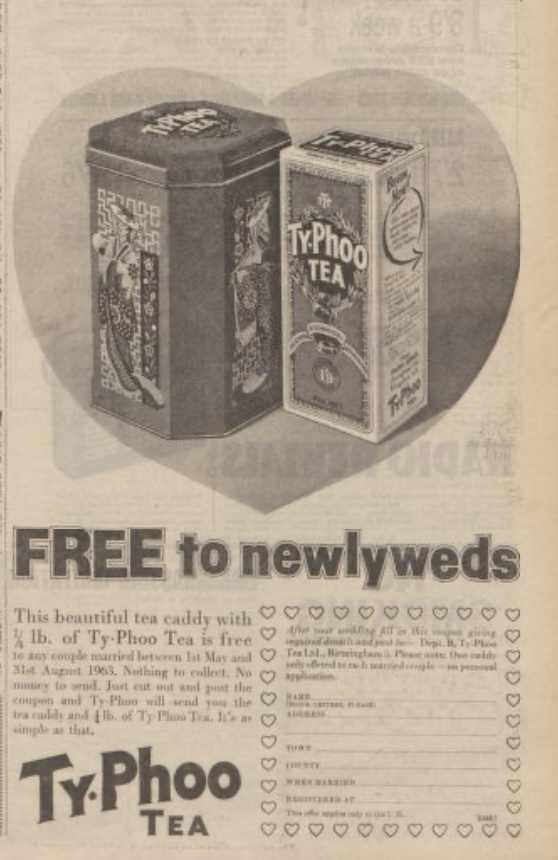 Ty·Phoo
TEA
Ty·Phoo
Ty·Phoo
TEA
19
Ty·Phoo
TEA
FREE to newlyweds
This beautiful tea caddy with
¼ lb. of Ty·Phoo Tea is free
to any couple married between 1st May and
31st August 1963. Nothing to collect. No
money to send. Just cut out and post the
coupon and Ty·Phoo will send you the
tea caddy and ¼ lb. of Ty·Phoo Tea. It's as
simple as that.
Ty·Phoo
TEA
After your wedding fill in this coupon giving
required details and post to:— Dept. B, Ty·Phoo
Tea Ltd., Birmingham 5. Please note: One caddy
only offered to each married couple — on personal
application.
NAME
(BLOCK LETTERS, PLEASE)
ADDRESS
TOWN
COUNTY
WHEN MARRIED
REGISTERED AT
This offer applies only to the U.K.